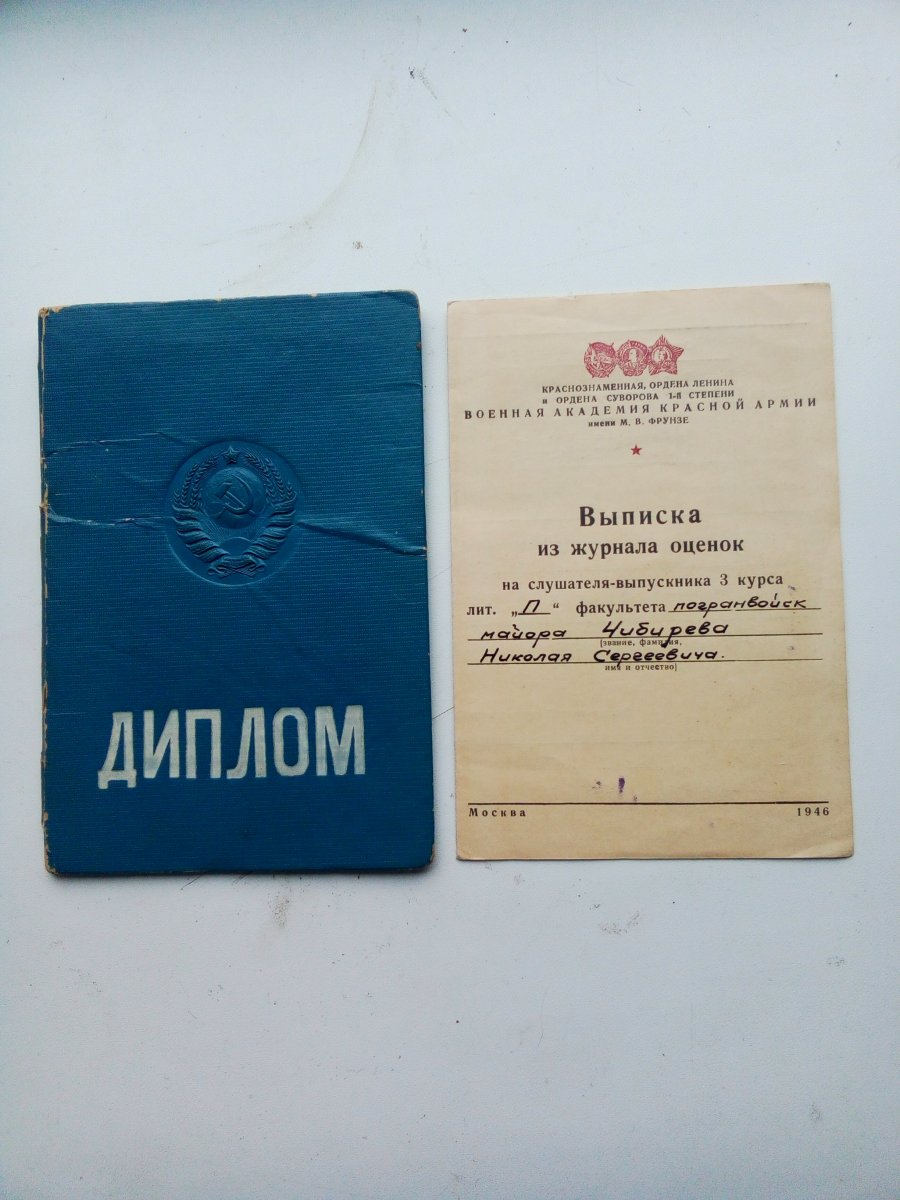 ДИПЛОМ
КРАСНОЗНАМЕННАЯ, ОРДЕНА ЛЕНИНА
и ОРДЕНА СУВОРОВА 1-й СТЕПЕНИ
ВОЕННАЯ АКАДЕМИЯ КРАСНОЙ АРМИИ
имени М. В. ФРУНЗЕ
Выписка
из журнала оценок
на слушателя-выпускника 3 курса
лит. „П“ факультета погранвойск
майора Чибирева
(звание, фамилия,
Николая Сергеевича.
имя и отчество)
Москва 1946